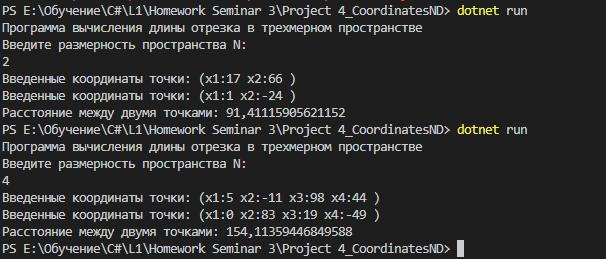 PS E:\Обучение\C#\L1\Homework Seminar 3\Project 4_CoordinatesND> dotnet run
Программа вычисления длины отрезка в трехмерном пространстве
Введите размерность пространства N:
2
Введенные координаты точки: (x1:17 x2:66 )
Введенные координаты точки: (x1:1 x2:-24 )
Расстояние между двумя точками: 91,41115905621152
PS E:\Обучение\C#\L1\Homework Seminar 3\Project 4_CoordinatesND> dotnet run
Программа вычисления длины отрезка в трехмерном пространстве
Введите размерность пространства N:
4
Введенные координаты точки: (x1:5 x2:-11 x3:98 x4:44 )
Введенные координаты точки: (x1:0 x2:83 x3:19 x4:-49 )
Расстояние между двумя точками: 154,11359446849588
PS E:\Обучение\C#\L1\Homework Seminar 3\Project 4_CoordinatesND>